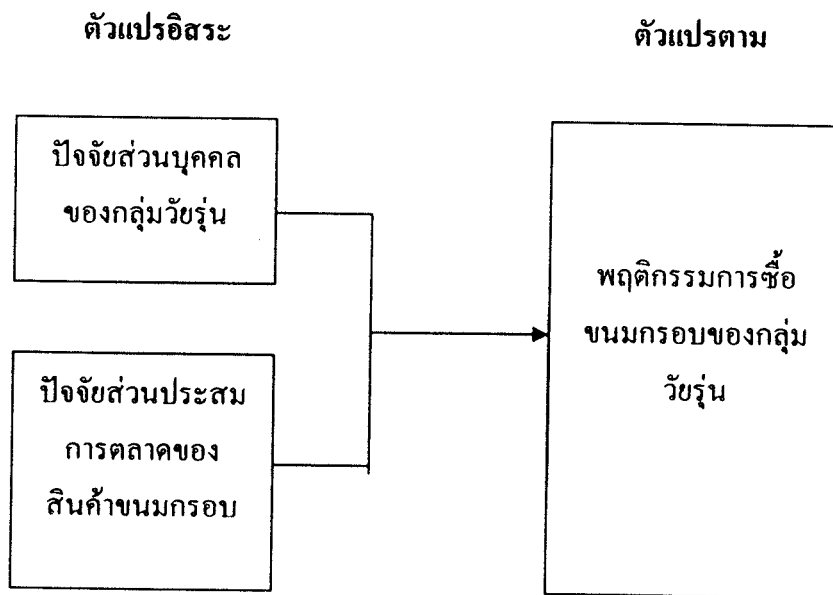 ตัวแปรอิสระ
ตัวแปรตาม
ปัจจัยส่วนบุคคล
ของกลุ่มวัยรุ่น
ปัจจัยส่วนประสม
การตลาดของ
สินค้าขนมกรอบ
พฤติกรรมการซื้อ
ขนมกรอบของกลุ่ม
วัยรุ่น